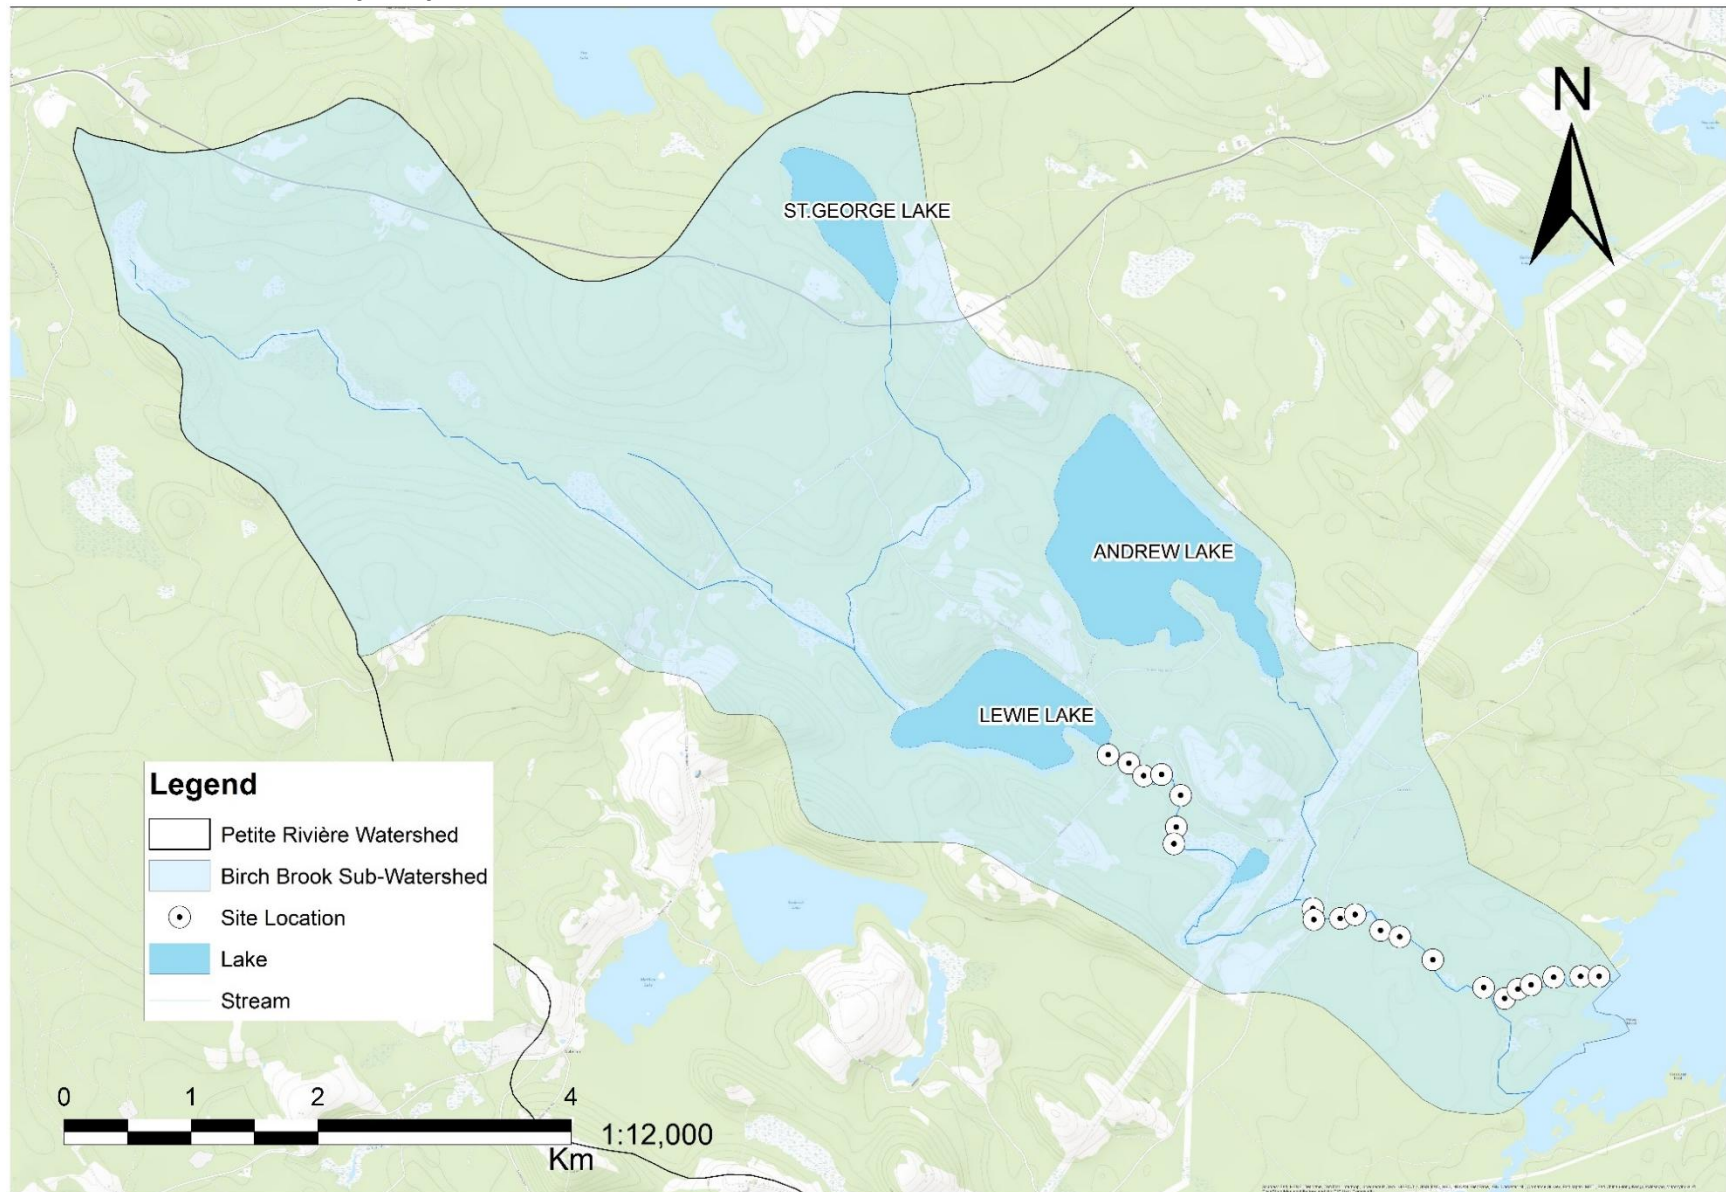 N
ST.GEORGE LAKE
ANDREW LAKE
LEWIE LAKE
Legend
Petite Rivière Watershed
Birch Brook Sub-Watershed
Site Location
Lake
Stream
0 1 2 4
1:12,000
Km